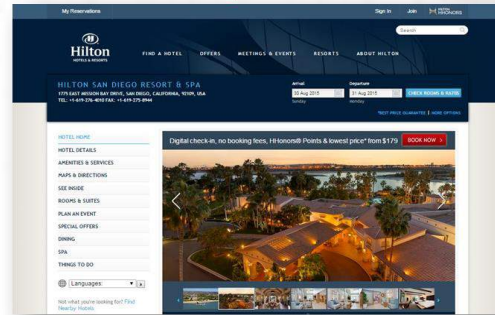 My Reservations
Sign In Join HILTON HHONORS
Search
Hilton
HOTELS & RESORTS
FIND A HOTEL OFFERS MEETINGS & EVENTS RESORTS ABOUT HILTON
HILTON SAN DIEGO RESORT & SPA
1775 EAST MISSION BAY DRIVE, SAN DIEGO, CALIFORNIA, 92109, USA
TEL: +1-619-276-4010 FAX: +1-619-275-8944
Arrival Departure
30 Aug 2015 31 Aug 2015 CHECK ROOMS & RATES
Sunday Monday
*BEST PRICE GUARANTEE | MORE OPTIONS
HOTEL HOME
HOTEL DETAILS
AMENITIES & SERVICES
MAPS & DIRECTIONS
SEE INSIDE
ROOMS & SUITES
PLAN AN EVENT
SPECIAL OFFERS
DINING
SPA
THINGS TO DO
Languages:
Not what you're looking for? Find
Nearby Hotels
Digital check-in, no booking fees, HHonors® Points & lowest price* from $179 BOOK NOW